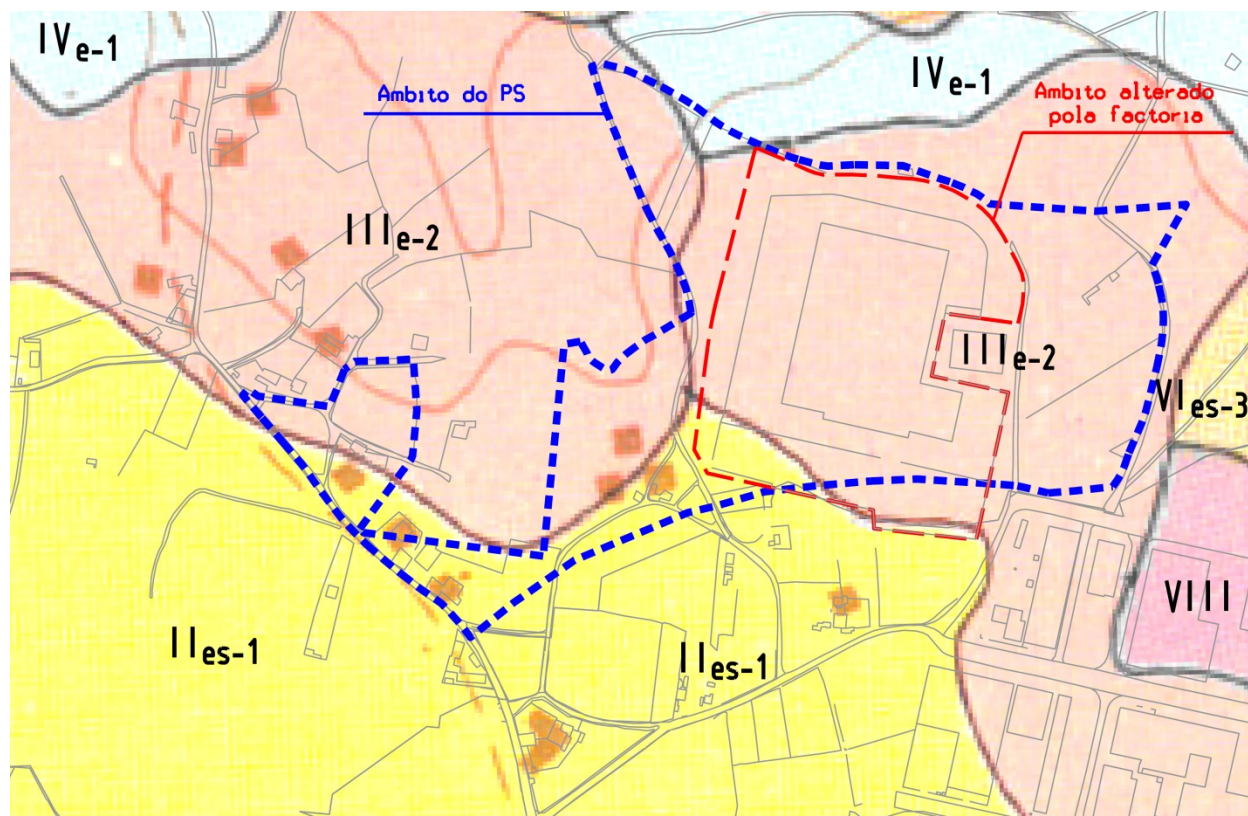 IVe-1
IVe-1
Ambito do PS
Ambito alterado
pola factoria
IIIe-2
IIIe-2
VIes-3
VIII
IIes-1
IIes-1